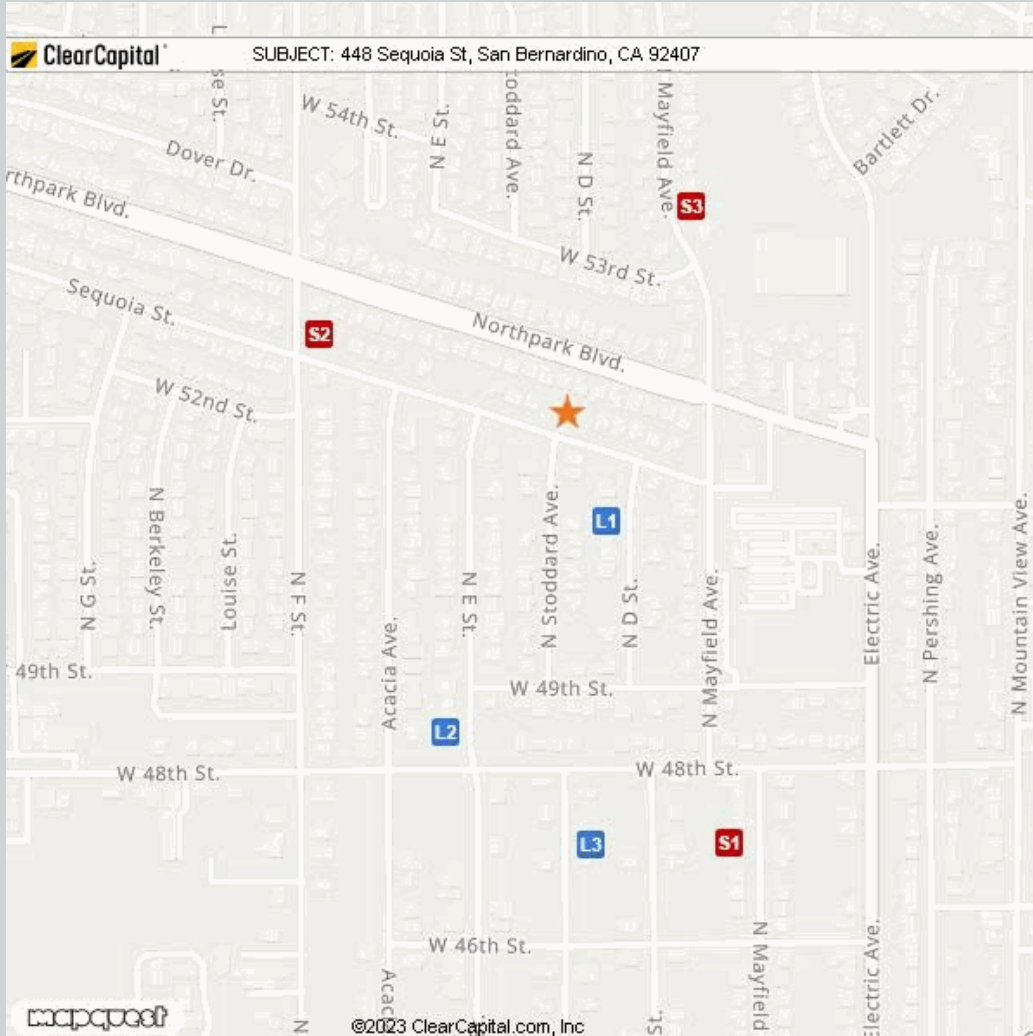 ClearCapital
SUBJECT: 448 Sequoia St, San Bernardino, CA 92407
W 54th St.
N E St.
Stoddard Ave.
N D St.
N Mayfield Ave.
Bartlett Dr.
Dover Dr.
Northpark Blvd.
S3
W 53rd St.
Sequoia St.
S2
Northpark Blvd.
W 52nd St.
L1
N G St.
N Berkeley St.
Louise St.
N F St.
Acacia Ave.
N E St.
N Stoddard Ave.
N D St.
N Mayfield Ave.
Electric Ave.
N Pershing Ave.
N Mountain View Ave.
49th St.
W 49th St.
L2
W 48th St.
W 48th St.
L3
S1
W 46th St.
N Mayfield
Electric Ave.
Acac
N
St.
mapquest
©2023 ClearCapital.com, Inc